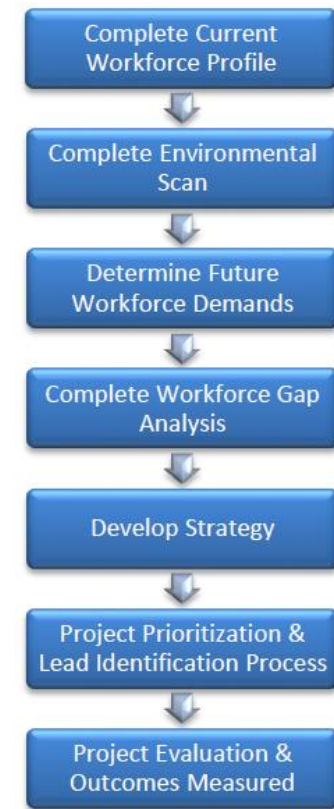 Complete Current
Workforce Profile
Complete Environmental
Scan
Determine Future
Workforce Demands
Complete Workforce Gap
Analysis
Develop Strategy
Project Prioritization &
Lead Identification Process
Project Evaluation &
Outcomes Measured